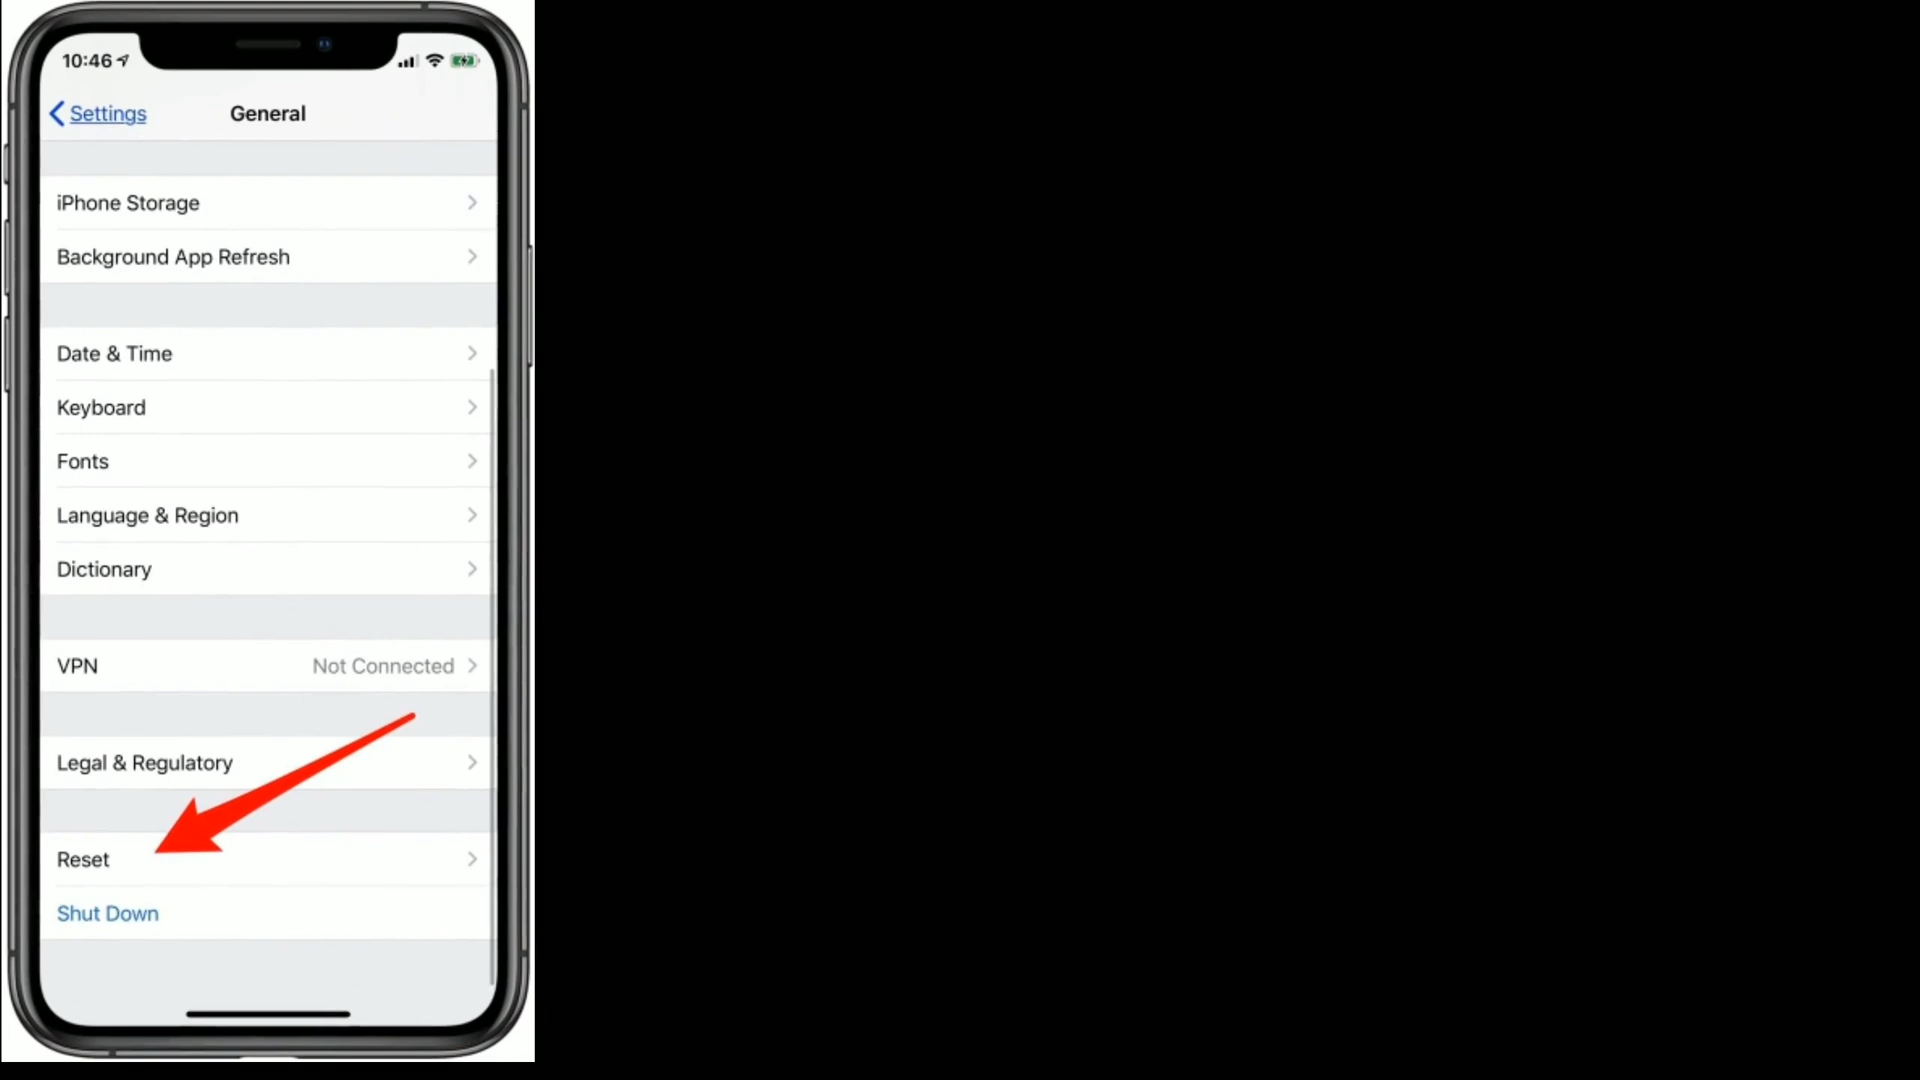 10:46
Settings
General
iPhone Storage
Background App Refresh
Date & Time
Keyboard
Fonts
Language & Region
Dictionary
VPN
Not Connected
Legal & Regulatory
Reset
Shut Down